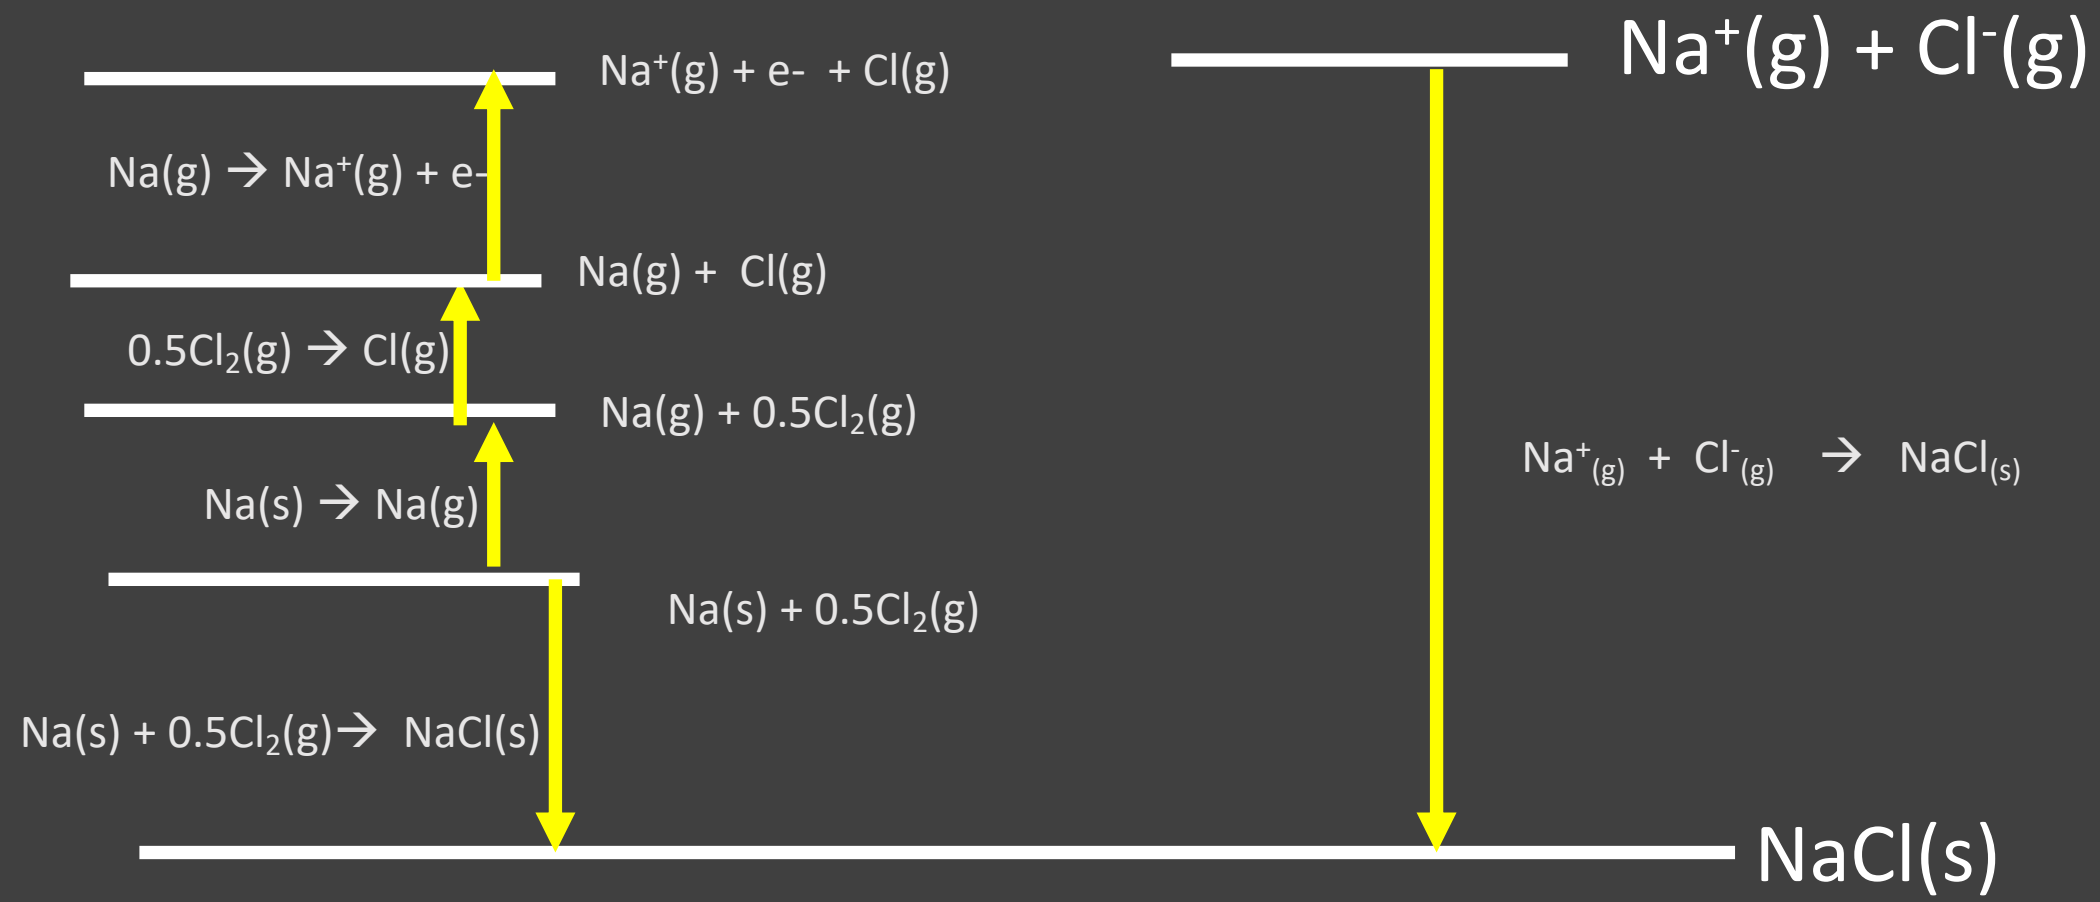 Na⁺(g) + Cl⁻(g)
Na⁺(g) + e- + Cl(g)
Na(g) → Na⁺(g) + e-
Na(g) + Cl(g)
0.5Cl₂(g) → Cl(g)
Na(g) + 0.5Cl₂(g)
Na⁺(g) + Cl⁻(g) → NaCl(s)
Na(s) → Na(g)
Na(s) + 0.5Cl₂(g)
Na(s) + 0.5Cl₂(g)→ NaCl(s)
NaCl(s)